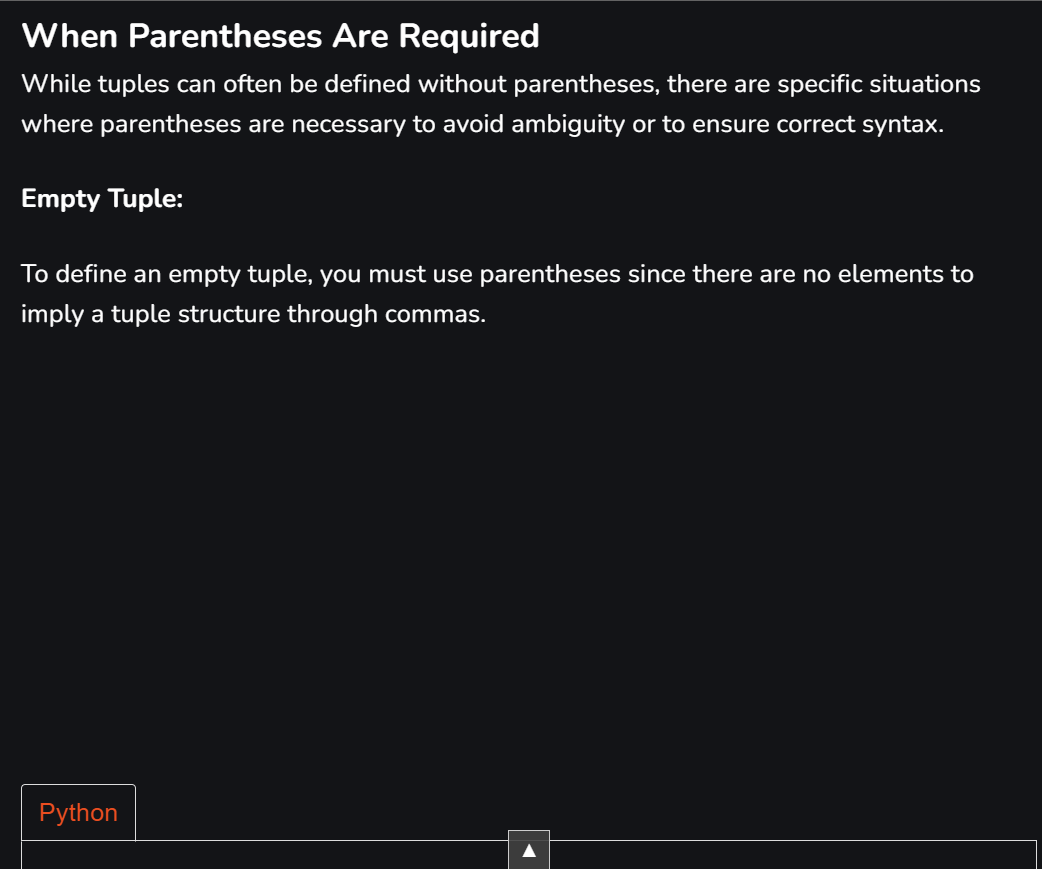 When Parentheses Are Required
While tuples can often be defined without parentheses, there are specific situations
where parentheses are necessary to avoid ambiguity or to ensure correct syntax.
Empty Tuple:
To define an empty tuple, you must use parentheses since there are no elements to
imply a tuple structure through commas.
Python